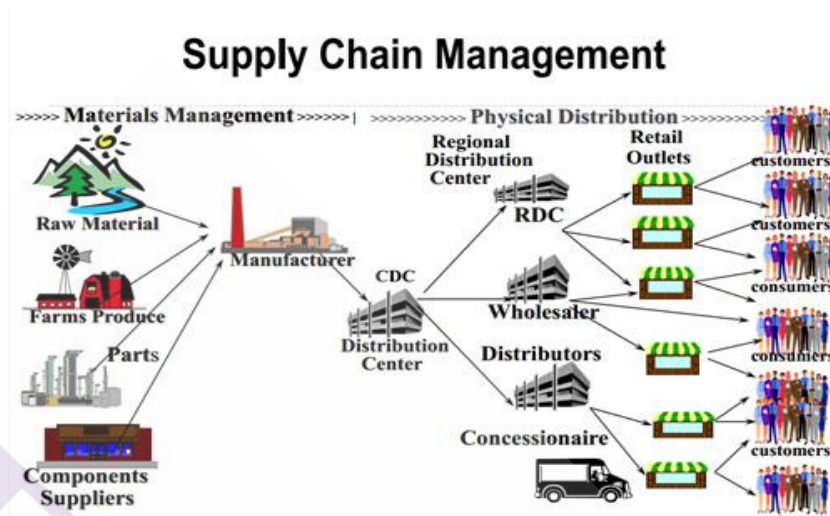 Supply Chain Management
>>>>> Materials Management >>>>>> |
>>>>>>>>>>> Physical Distribution >>>>>>>>>>
Regional
Distribution
Center
Retail
Outlets
customers
RDC
Raw Material
customers
Manufacturer
CDC
consumers
Farms Produce
Wholesaler
Distribution
Center
Parts
Distributors
consumers
Concessionaire
customers
Components
Suppliers